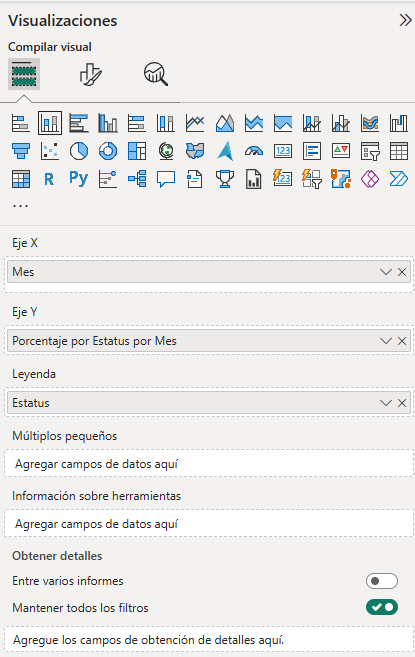 Visualizaciones
Compilar visual
123
R
Py
123
...
Eje X
Mes
Eje Y
Porcentaje por Estatus por Mes
Leyenda
Estatus
Múltiplos pequeños
Agregar campos de datos aquí
Información sobre herramientas
Agregar campos de datos aquí
Obtener detalles
Entre varios informes
Mantener todos los filtros
Agregue los campos de obtención de detalles aquí.